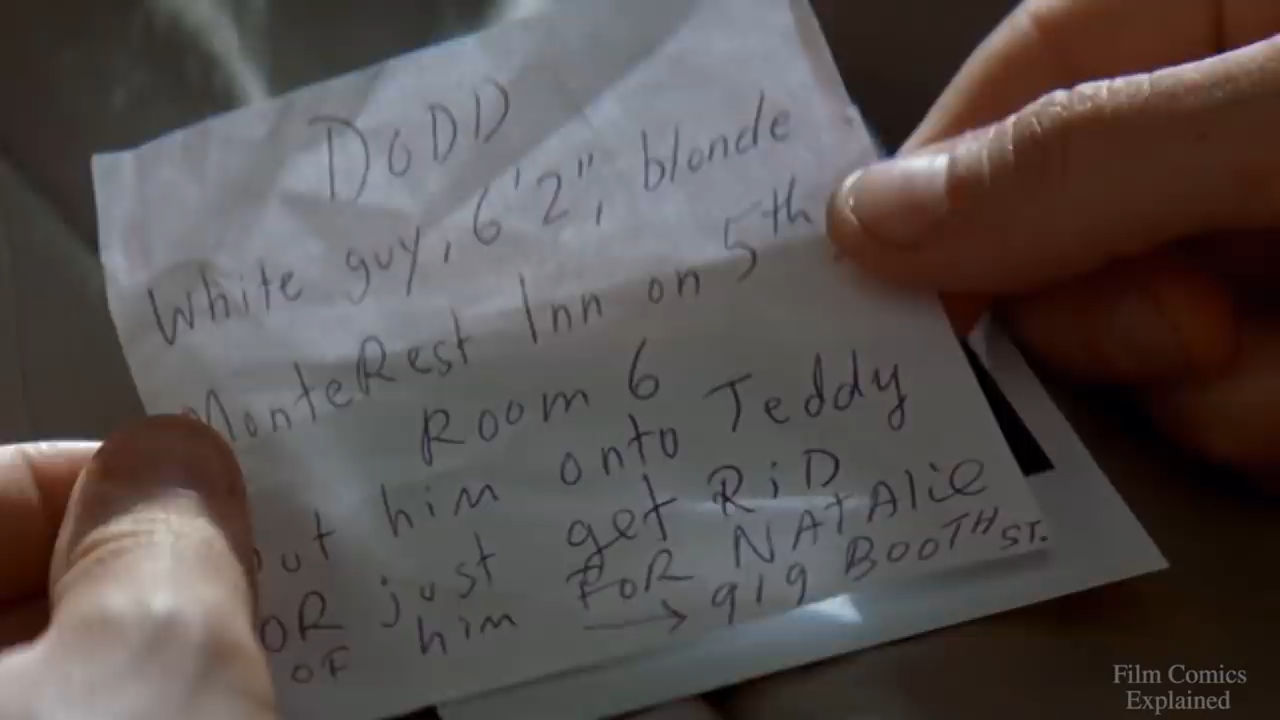 DODD
White guy, 6'2", blonde
MonteRest Inn on 5th
Room 6
put him onto Teddy
OR just get RiD
OF him FOR NATAliE
→ 919 BOOTH ST.
Film Comics
Explained